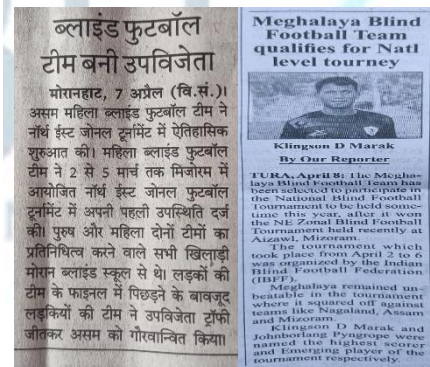 ब्लाइंड फुटबॉल
टीम बनी उपविजेता
मोरानहाट, 7 अप्रैल (वि.सं.)।
असम महिला ब्लाइंड फुटबॉल टीम ने
नॉर्थ ईस्ट जोनल टूर्नामेंट में ऐतिहासिक
शुरुआत की। महिला ब्लाइंड फुटबॉल
टीम ने 2 से 5 मार्च तक मिजोरम में
आयोजित नॉर्थ ईस्ट जोनल फुटबॉल
टूर्नामेंट में अपनी पहली उपस्थिति दर्ज
की। पुरुष और महिला दोनों टीमों का
प्रतिनिधित्व करने वाले सभी खिलाड़ी
मोरान ब्लाइंड स्कूल से थे। लड़कों की
टीम के फाइनल में पिछड़ने के बावजूद
लड़कियों की टीम ने उपविजेता ट्रॉफी
जीतकर असम को गौरवान्वित किया।
Meghalaya Blind
Football Team
qualifies for Natl
level tourney
Klingson D Marak
By Our Reporter
TURA, April 8: The Megha-
laya Blind Football Team has
been selected to participate in
the National Blind Football
Tournament to be held some-
time this year, after it won
the NE Zonal Blind Football
Tournament held recently at
Aizawl, Mizoram.
The tournament which
took place from April 2 to 6
was organized by the Indian
Blind Football Federation
(IBFF).
Meghalaya remained un-
beatable in the tournament
where it squared off against
teams like Nagaland, Assam
and Mizoram.
Klingson D Marak and
Johnborlang Pyngrope were
named the highest scorer
and Emerging player of the
tournament respectively.